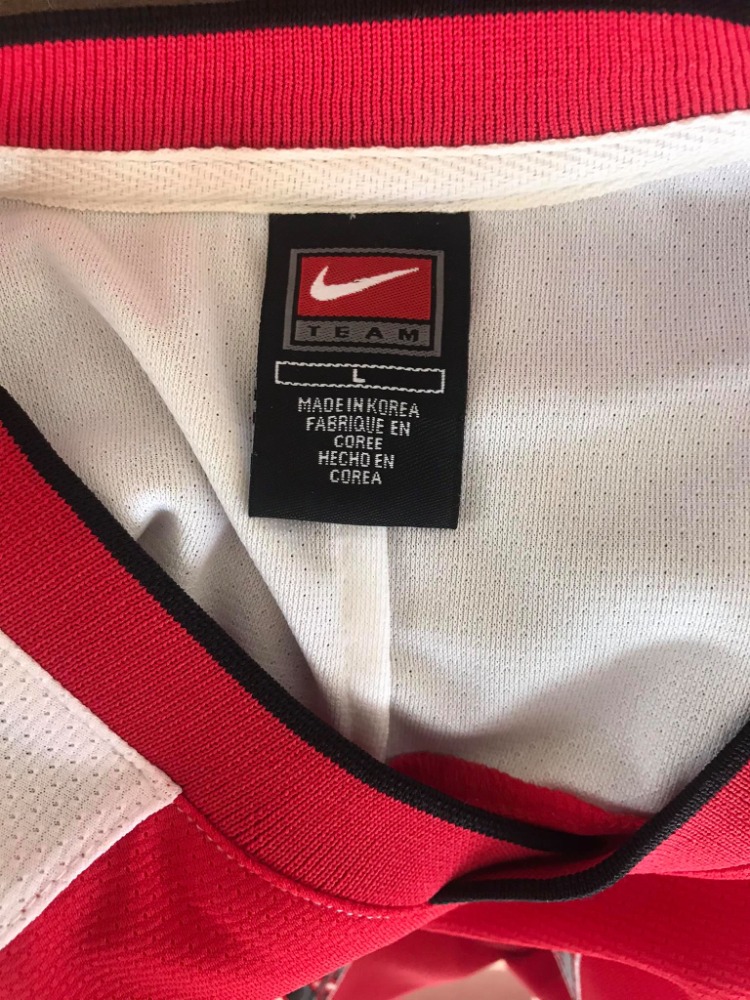 TEAM
L
MADE IN KOREA
FABRIQUE EN
COREE
HECHO EN
COREA